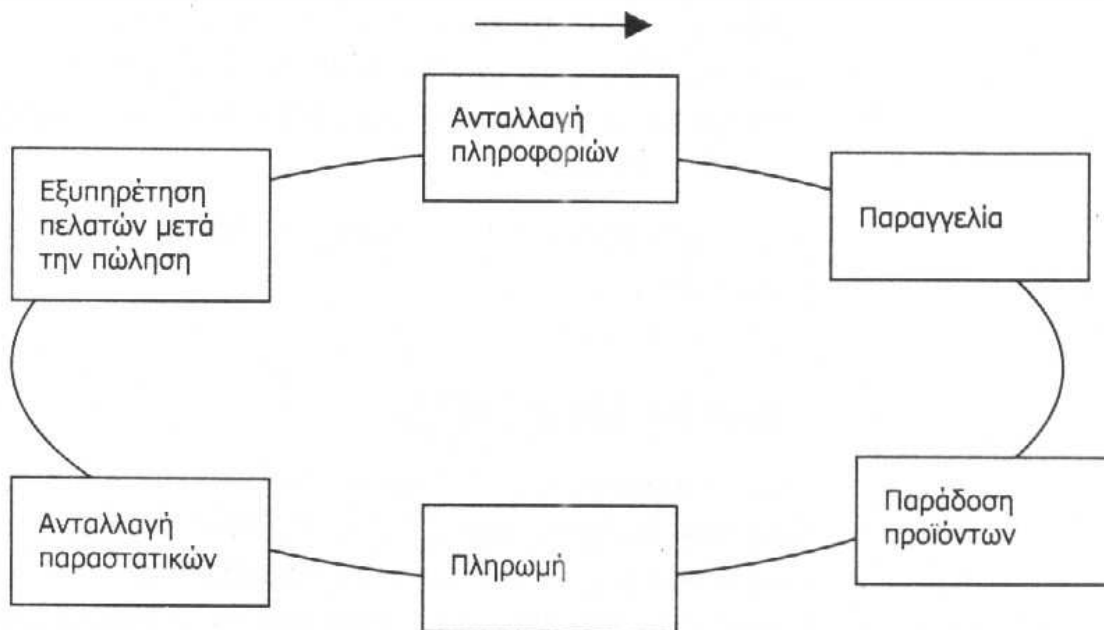 Ανταλλαγή
πληροφοριών
Παραγγελία
Παράδοση
προϊόντων
Πληρωμή
Ανταλλαγή
παραστατικών
Εξυπηρέτηση
πελατών μετά
την πώληση